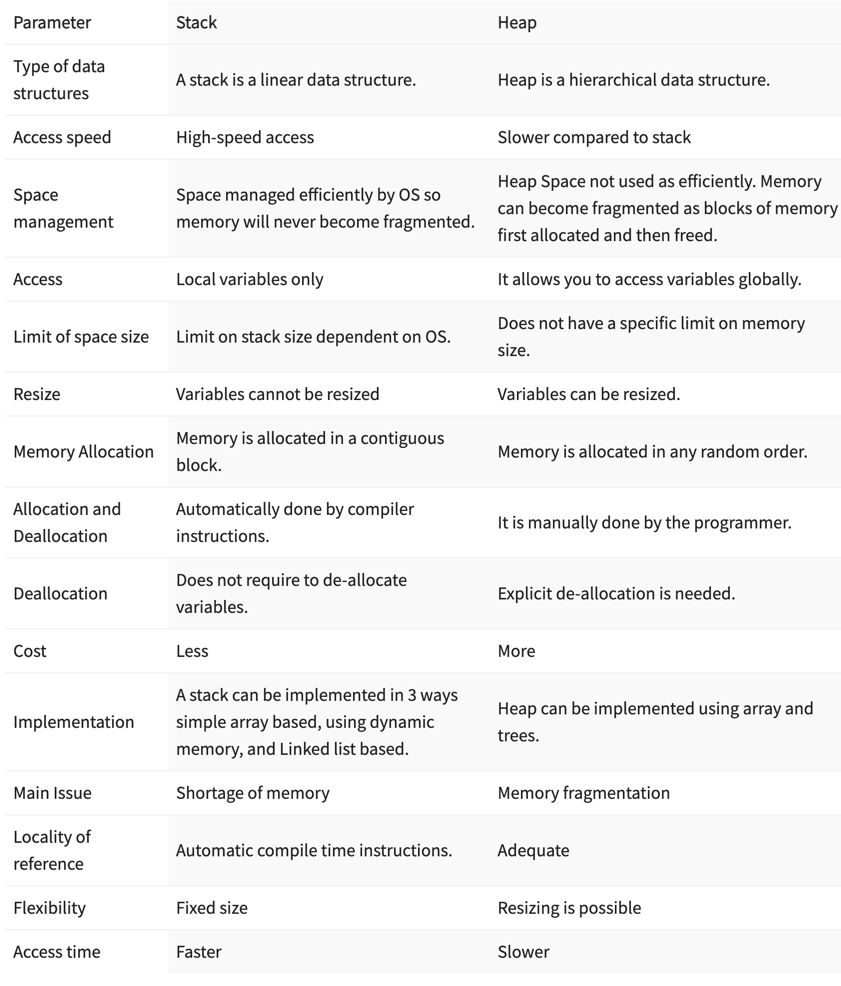 Parameter
Stack
Heap
Type of data
structures
A stack is a linear data structure.
Heap is a hierarchical data structure.
Access speed
High-speed access
Slower compared to stack
Space
management
Space managed efficiently by OS so
memory will never become fragmented.
Heap Space not used as efficiently. Memory
can become fragmented as blocks of memory
first allocated and then freed.
Access
Local variables only
It allows you to access variables globally.
Limit of space size
Limit on stack size dependent on OS.
Does not have a specific limit on memory
size.
Resize
Variables cannot be resized
Variables can be resized.
Memory Allocation
Memory is allocated in a contiguous
block.
Memory is allocated in any random order.
Allocation and
Deallocation
Automatically done by compiler
instructions.
It is manually done by the programmer.
Deallocation
Does not require to de-allocate
variables.
Explicit de-allocation is needed.
Cost
Less
More
Implementation
A stack can be implemented in 3 ways
simple array based, using dynamic
memory, and Linked list based.
Heap can be implemented using array and
trees.
Main Issue
Shortage of memory
Memory fragmentation
Locality of
reference
Automatic compile time instructions.
Adequate
Flexibility
Fixed size
Resizing is possible
Access time
Faster
Slower